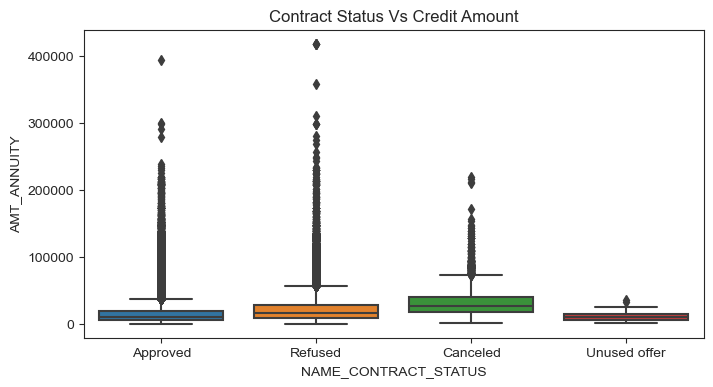 Contract Status Vs Credit Amount
400000
300000
200000
100000
0
AMT_ANNUITY
Approved Refused Canceled Unused offer
NAME_CONTRACT_STATUS